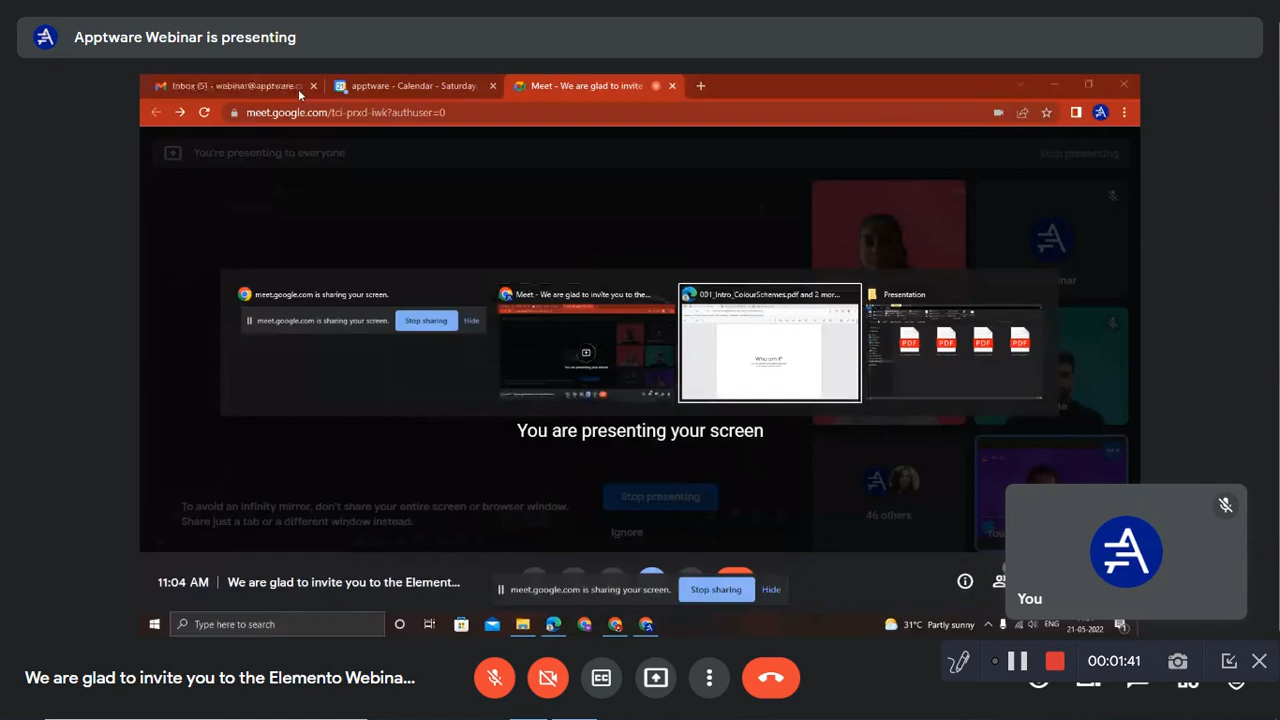 Apptware Webinar is presenting
Inbox (5) - webinar@apptware.c
apptware - Calendar - Saturday,
Meet - We are glad to invite
meet.google.com/tci-prxd-iwk?authuser=0
You're presenting to everyone
Stop presenting
meet.google.com is sharing your screen.
Meet - We are glad to invite you to the...
001_Intro_ColourSchemes.pdf and 2 mor...
Presentation
meet.google.com is sharing your screen.
Stop sharing
Hide
PDF
PDF
PDF
PDF
Who am I?
You are presenting your screen
To avoid an infinity mirror, don't share your entire screen or browser window.
Share just a tab or a different window instead.
Stop presenting
Ignore
46 others
You
11:04 AM
We are glad to invite you to the Element...
meet.google.com is sharing your screen.
Stop sharing
Hide
Type here to search
31°C Partly sunny
ENG
21-05-2022
1
00:01:41
We are glad to invite you to the Elemento Webina...